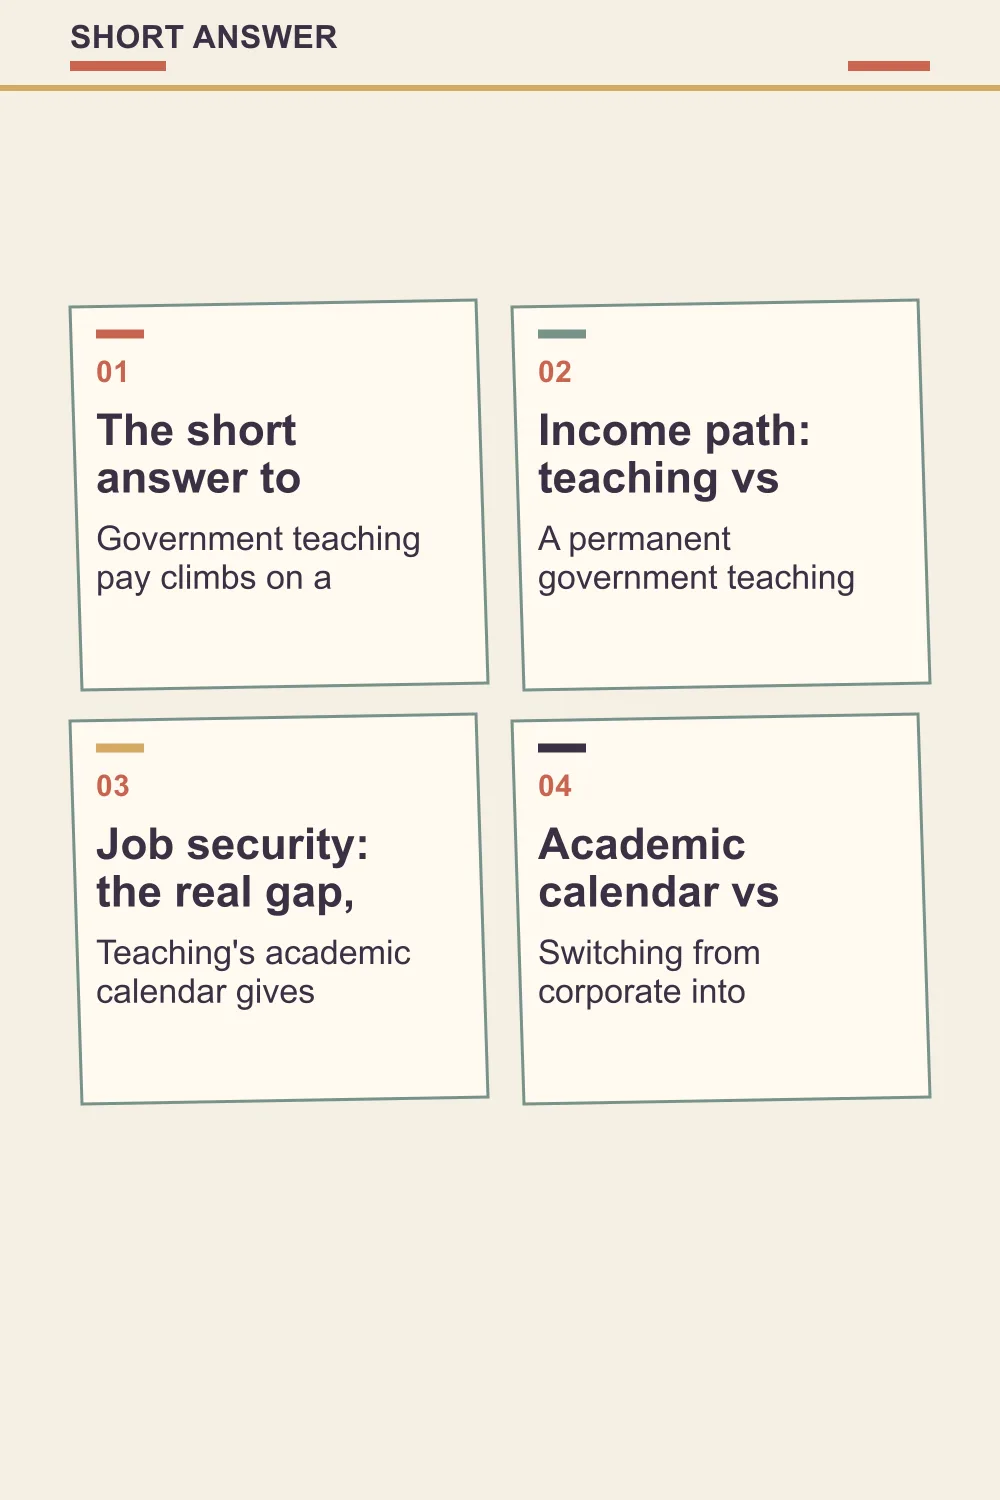 SHORT ANSWER
01
The short
answer to
Government teaching
pay climbs on a
02
Income path:
teaching vs
A permanent
government teaching
03
Job security:
the real gap,
Teaching's academic
calendar gives
04
Academic
calendar vs
Switching from
corporate into